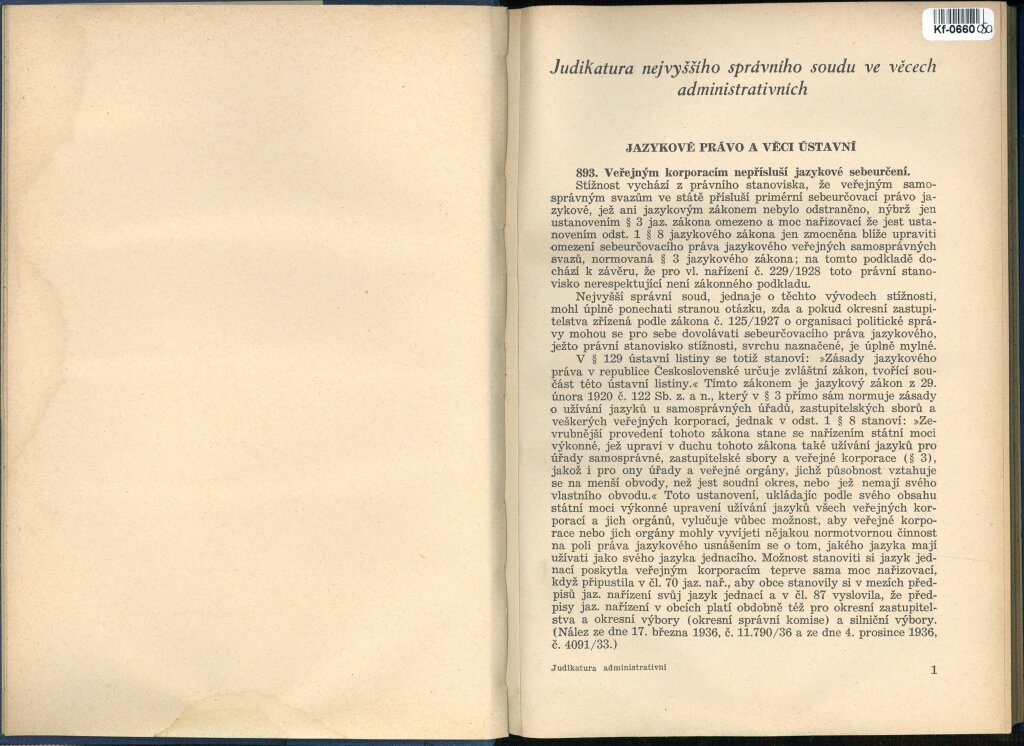 Kf-0660
Judikatura nejvyššího správního soudu ve věcech
administrativních
JAZYKOVÉ PRÁVO A VĚCI ÚSTAVNÍ
893. Veřejným korporacím nepřísluší jazykové sebeurčení.
Stížnost vychází z právního stanoviska, že veřejným samo-
správným svazům ve státě přísluší primérní sebeurčovací právo ja-
zykové, jež ani jazykovým zákonem nebylo odstraněno, nýbrž jen
ustanovením § 3 jaz. zákona omezeno a moc nařizovací že jest usta-
novením odst. 1 § 8 jazykového zákona jen zmocněna blíže upraviti
omezení sebeurčovacího práva jazykového veřejných samosprávných
svazů, normovaná § 3 jazykového zákona; na tomto podkladě do-
chází k závěru, že pro vl. nařízení č. 229/1928 toto právní stano-
visko nerespektující není zákonného podkladu.
Nejvyšší správní soud, jednaje o těchto vývodech stížnosti,
mohl úplně ponechati stranou otázku, zda a pokud okresní zastupi-
telstva zřízená podle zákona č. 125/1927 o organisaci politické sprá-
vy mohou se pro sebe dovolávati sebeurčovacího práva jazykového,
ježto právní stanovisko stížnosti, svrchu naznačené, je úplně mylné.
V § 129 ústavní listiny se totiž stanoví: »Zásady jazykového
práva v republice Československé určuje zvláštní zákon, tvořící sou-
část této ústavní listiny.« Tímto zákonem je jazykový zákon z 29.
února 1920 č. 122 Sb. z. a n., který v § 3 přímo sám normuje zásady
o užívání jazyků u samosprávných úřadů, zastupitelských sborů a
veškerých veřejných korporací, jednak v odst. 1 § 8 stanoví: »Ze-
vrubnější provedení tohoto zákona stane se nařízením státní moci
výkonné, jež upraví v duchu tohoto zákona také užívání jazyků pro
úřady samosprávné, zastupitelské sbory a veřejné korporace (§ 3),
jakož i pro ony úřady a veřejné orgány, jichž působnost vztahuje
se na menší obvody, než jest soudní okres, nebo jež nemají svého
vlastního obvodu.« Toto ustanovení, ukládajíc podle svého obsahu
státní moci výkonné upravení užívání jazyků všech veřejných kor-
porací a jich orgánů, vylučuje vůbec možnost, aby veřejné korpo-
race nebo jich orgány mohly vyvíjeti nějakou normotvornou činnost
na poli práva jazykového usnášením se o tom, jakého jazyka mají
užívati jako svého jazyka jednacího. Možnost stanoviti si jazyk jed-
nací poskytla veřejným korporacím teprve sama moc nařizovací,
když připustila v čl. 70 jaz. nař., aby obce stanovily si v mezích před-
pisů jaz. nařízení svůj jazyk jednací a v čl. 87 vyslovila, že před-
pisy jaz. nařízení v obcích platí obdobně též pro okresní zastupitel-
stva a okresní výbory (okresní správní komise) a silniční výbory.
(Nález ze dne 17. března 1936, č. 11.790/36 a ze dne 4. prosince 1936,
č. 4091/33.)
Judikatura administrativní 1